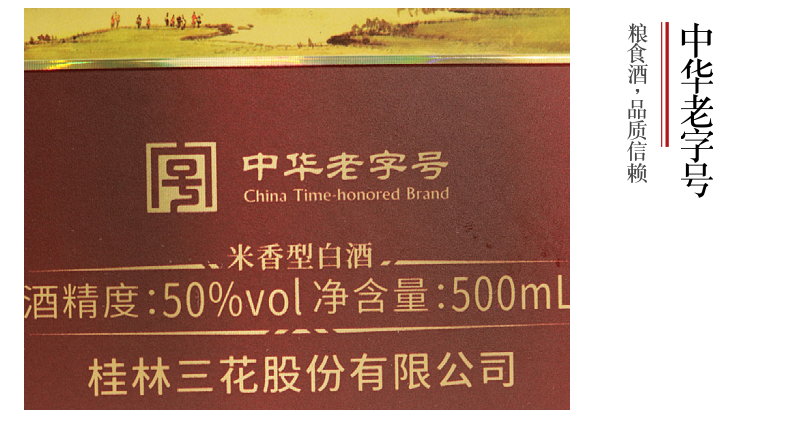 中华老字号
China Time-honored Brand
米香型白酒
酒精度:50%vol 净含量:500mL
桂林三花股份有限公司
中华老字号
粮食酒，品质信赖